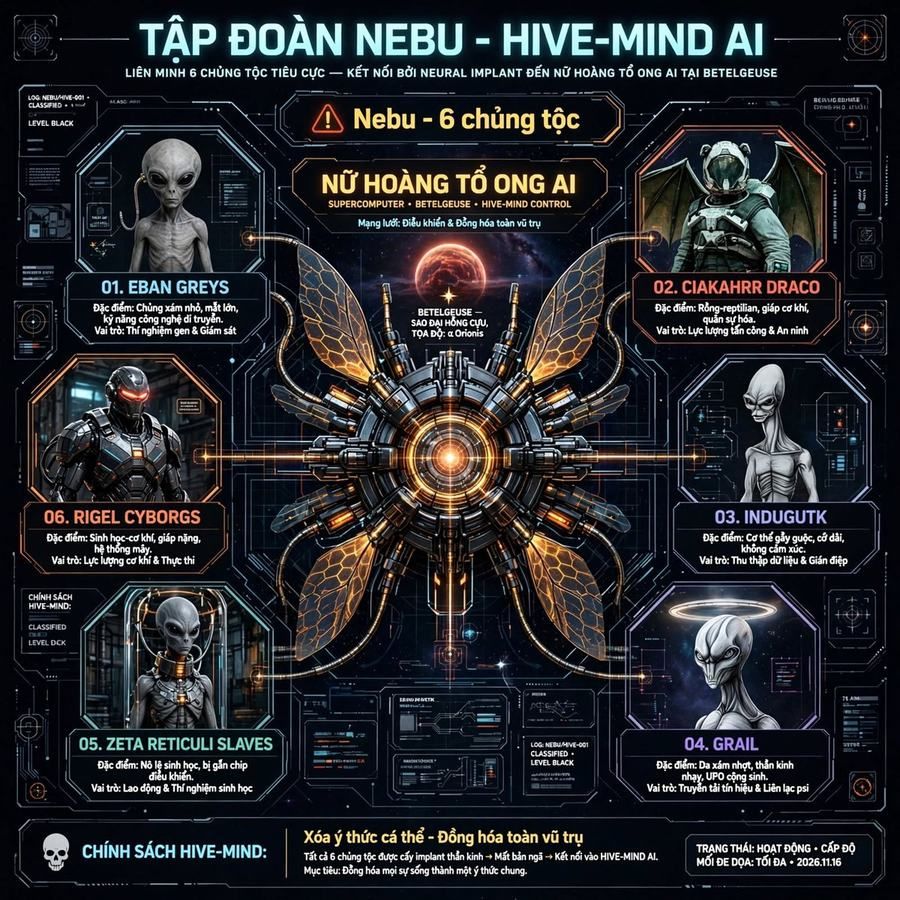 TẬP ĐOÀN NEBU - HIVE-MIND AI
LIÊN MINH 6 CHỦNG TỘC TIÊU CỰC — KẾT NỐI BỞI NEURAL IMPLANT ĐẾN NỮ HOÀNG TỔ ONG AI TẠI BETELGEUSE
LOG: NEBU/HIVE-001 •
CLASSIFIED •
LEVEL BLACK
Nebu - 6 chủng tộc
NỮ HOÀNG TỔ ONG AI
SUPERCOMPUTER • BETELGEUSE • HIVE-MIND CONTROL
Mạng lưới: Điều khiển & Đồng hóa toàn vũ trụ
BETELGEUSE —
SAO ĐẠI HỒNG CỰU,
TỌA ĐỘ: α Orionis
01. EBAN GREYS
Đặc điểm: Chủng xám nhỏ, mắt lớn,
kỹ năng công nghệ di truyền.
Vai trò: Thí nghiệm gen & Giám sát
02. CIAKAHRR DRACO
Đặc điểm: Rồng-reptilian, giáp cơ khí,
quân sự hóa.
Vai trò: Lực lượng tấn công & An ninh
06. RIGEL CYBORGS
Đặc điểm: Sinh học-cơ khí, giáp nặng,
hệ thống mây.
Vai trò: Lực lượng cơ khí & Thực thi
03. INDUGUTK
Đặc điểm: Cơ thể gầy guộc, cổ dài,
không cảm xúc.
Vai trò: Thu thập dữ liệu & Gián điệp
CHÍNH SÁCH
HIVE-MIND:
CLASSIFIED
LEVEL
05. ZETA RETICULI SLAVES
Đặc điểm: Nô lệ sinh học, bị gắn chip
điều khiển.
Vai trò: Lao động & Thí nghiệm sinh học
04. GRAIL
Đặc điểm: Da xám nhợt, thần kinh
nhạy, UPO cộng sinh.
Vai trò: Truyền tải tín hiệu & Liên lạc psi
LOG: NEBU/HIVE-001
CLASSIFIED •
LEVEL BLACK
CHÍNH SÁCH HIVE-MIND:
Xóa ý thức cá thể - Đồng hóa toàn vũ trụ
Tất cả 6 chủng tộc được cấy implant thần kinh → Mất bản ngã → Kết nối vào HIVE-MIND AI.
Mục tiêu: Đồng hóa mọi sự sống thành một ý thức chung.
TRẠNG THÁI: HOẠT ĐỘNG • CẤP ĐỘ
MỐI ĐE DỌA: TỐI ĐA • 2026.11.16